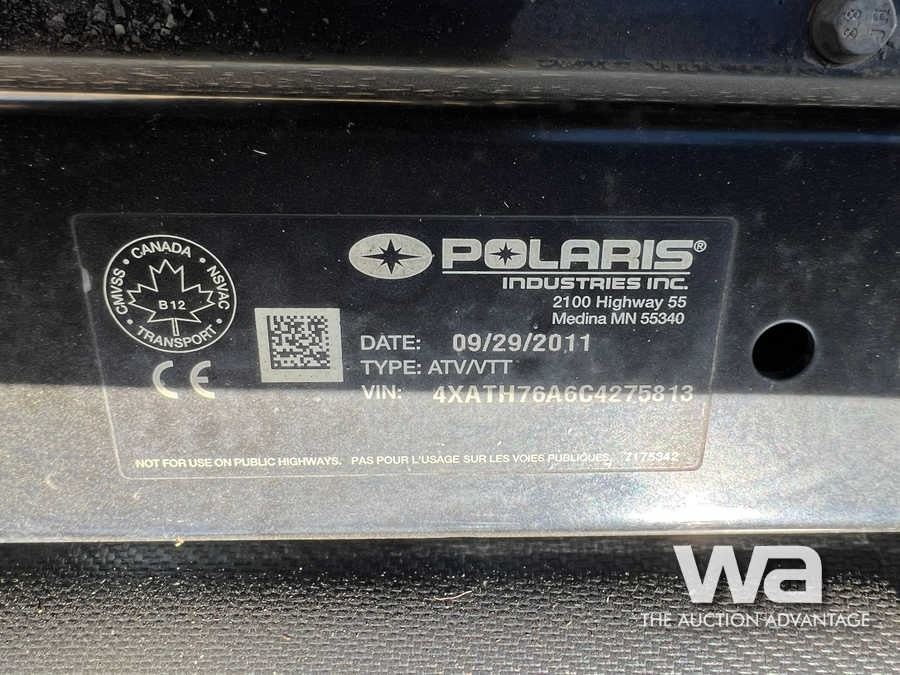 88
CANADA
CMVSS • NSVAC
B12
TRANSPORT
CE
POLARIS®
INDUSTRIES INC.
2100 Highway 55
Medina MN 55340
DATE: 09/29/2011
TYPE: ATV/VTT
VIN: 4XATH76A6C4275813
NOT FOR USE ON PUBLIC HIGHWAYS. PAS POUR L'USAGE SUR LES VOIES PUBLIQUES. 7175342
wa
THE AUCTION ADVANTAGE